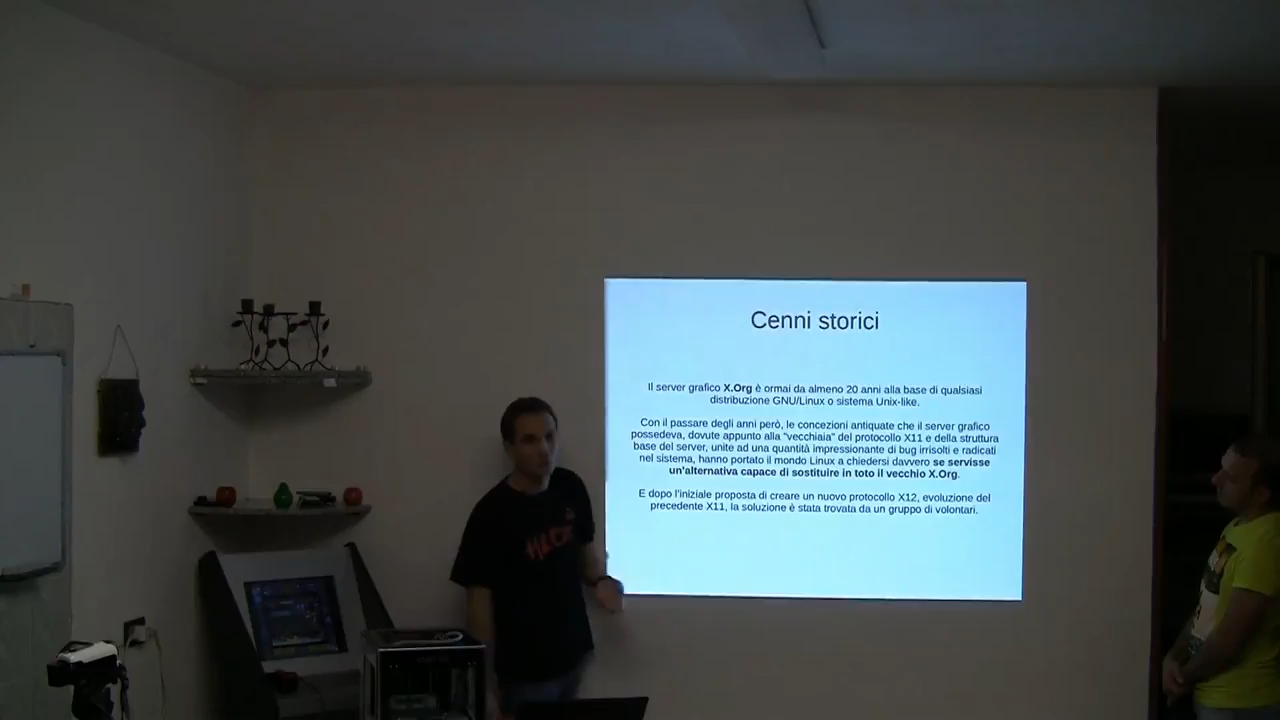 Cenni storici
Il server grafico X.Org è ormai da almeno 20 anni alla base di qualsiasi
distribuzione GNU/Linux o sistema Unix-like.
Con il passare degli anni però, le concezioni antiquate che il server grafico
possedeva, dovute appunto alla "vecchiaia" del protocollo X11 e della struttura
base del server, unite ad una quantità impressionante di bug irrisolti e radicati
nel sistema, hanno portato il mondo Linux a chiedersi davvero se servisse
un'alternativa capace di sostituire in toto il vecchio X.Org.
E dopo l'iniziale proposta di creare un nuovo protocollo X12, evoluzione del
precedente X11, la soluzione è stata trovata da un gruppo di volontari.